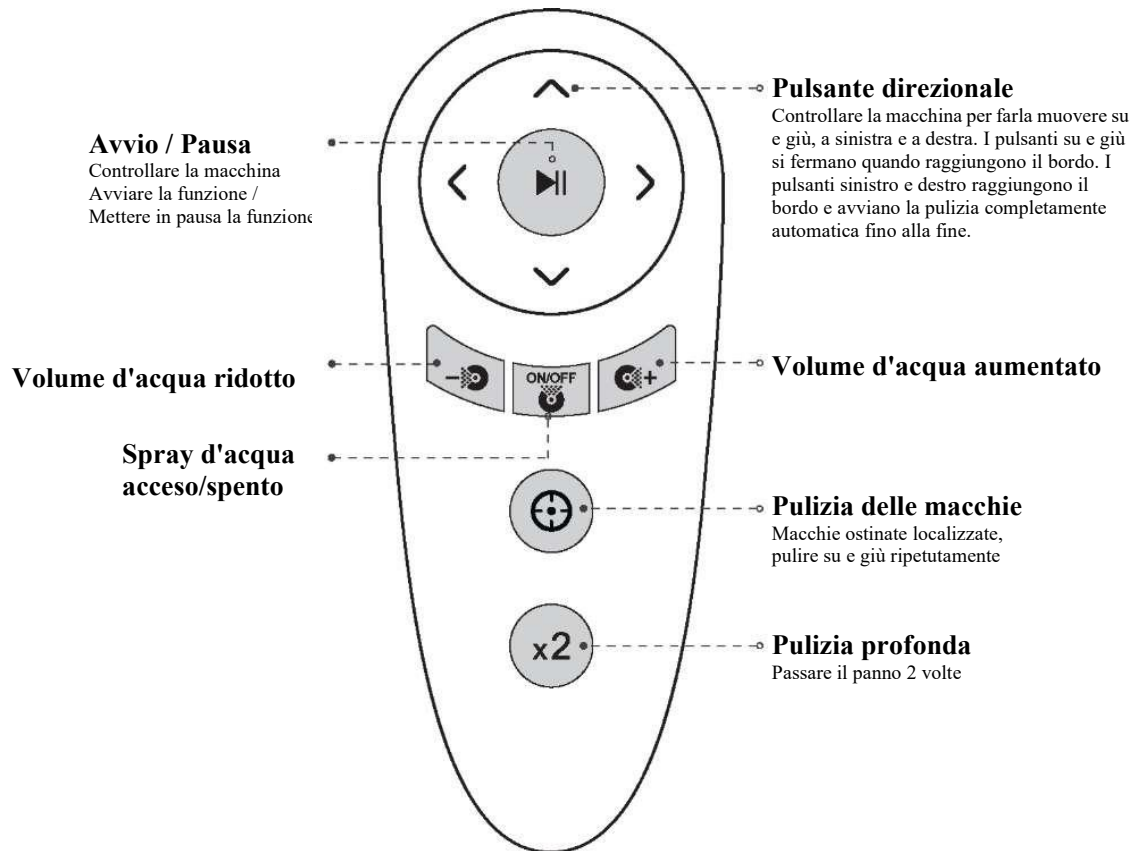 Pulsante direzionale
Controllare la macchina per farla muovere su
e giù, a sinistra e a destra. I pulsanti su e giù
si fermano quando raggiungono il bordo. I
pulsanti sinistro e destro raggiungono il
bordo e avviano la pulizia completamente
automatica fino alla fine.
Avvio / Pausa
Controllare la macchina
Avviare la funzione /
Mettere in pausa la funzione
Volume d'acqua ridotto
-
ON/OFF
+
Volume d'acqua aumentato
Spray d'acqua
acceso/spento
Pulizia delle macchie
Macchie ostinate localizzate,
pulire su e giù ripetutamente
x2
Pulizia profonda
Passare il panno 2 volte